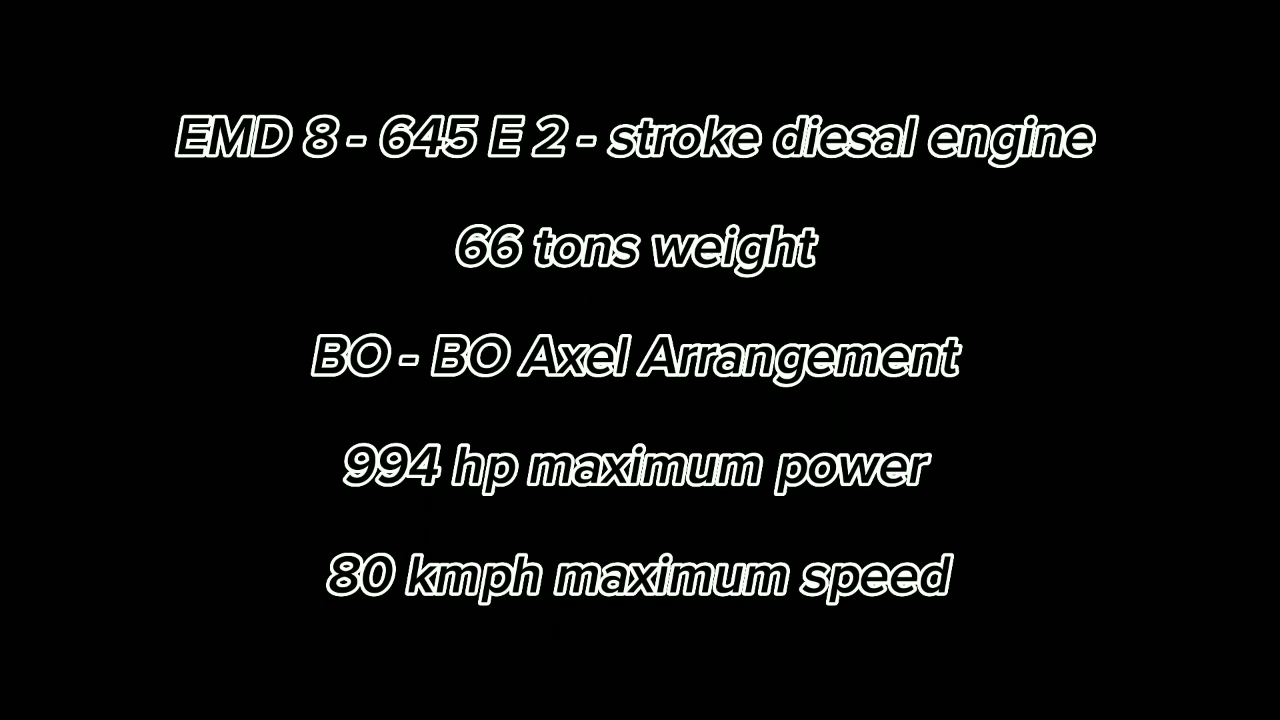 EMD 8 - 645 E 2 - stroke diesal engine
66 tons weight
BO - BO Axel Arrangement
994 hp maximum power
80 kmph maximum speed